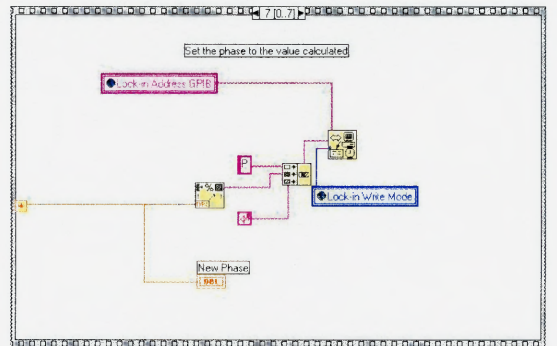 7 [0..7]
Set the phase to the value calculated
Lock-in Address GPIB
P
Lock-in Write Mode
New Phase
DBL